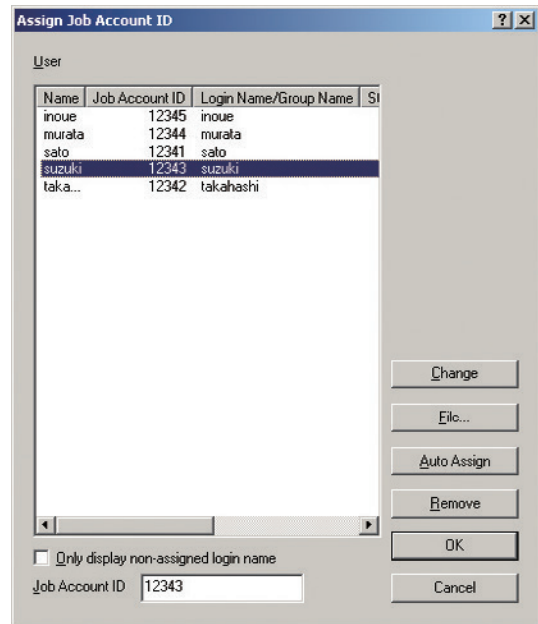 Assign Job Account ID
User
Name Job Account ID Login Name/Group Name
inoue 12345 inoue
murata 12344 murata
sato 12341 sato
suzuki 12343 suzuki
taka... 12342 takahashi
Change
File...
Auto Assign
Remove
OK
Only display non-assigned login name
Job Account ID 12343
Cancel